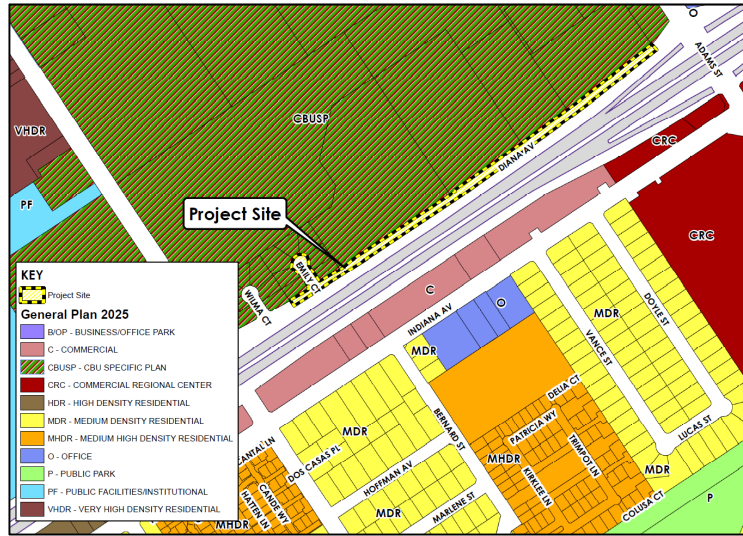 O
ADAMS ST
VHDR
CBUSP
CRC
DIANA AV
PF
Project Site
CRC
EMILY CT
WILMA CT
C
INDIANA AV
O
MDR
DOYLE ST
VANCE ST
MDR
KEY
Project Site
General Plan 2025
B/OP - BUSINESS/OFFICE PARK
C - COMMERCIAL
CBUSP - CBU SPECIFIC PLAN
CRC - COMMERCIAL REGIONAL CENTER
HDR - HIGH DENSITY RESIDENTIAL
MDR - MEDIUM DENSITY RESIDENTIAL
MHDR - MEDIUM HIGH DENSITY RESIDENTIAL
O - OFFICE
P - PUBLIC PARK
PF - PUBLIC FACILITIES/INSTITUTIONAL
VHDR - VERY HIGH DENSITY RESIDENTIAL
DELIA CT
BERNARD ST
PATRICIA WY
LUCAS ST
MDR
CANTAL LN
DOS CASAS PL
MHDR
TRIMPOT LN
MDR
HOFFMAN AV
KIRKLEE LN
CANDE WY
HAITEN LN
MARLENE ST
COLUSA CT
P
MDR
MHDR